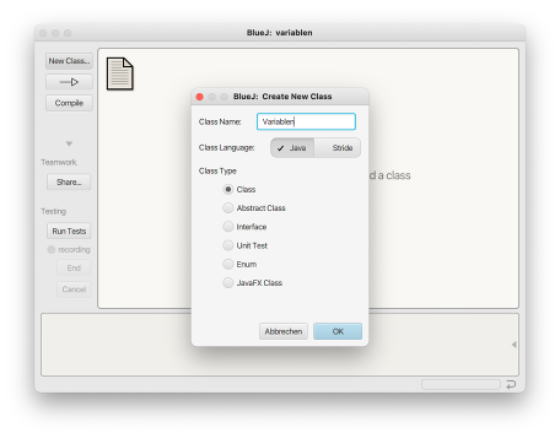 BlueJ: variablen
New Class...
Compile
Teamwork
Share...
Testing
Run Tests
recording
End
Cancel
d a class
BlueJ: Create New Class
Class Name: Variablen
Class Language: ✓ Java Stride
Class Type
Class
Abstract Class
Interface
Unit Test
Enum
JavaFX Class
Abbrechen OK